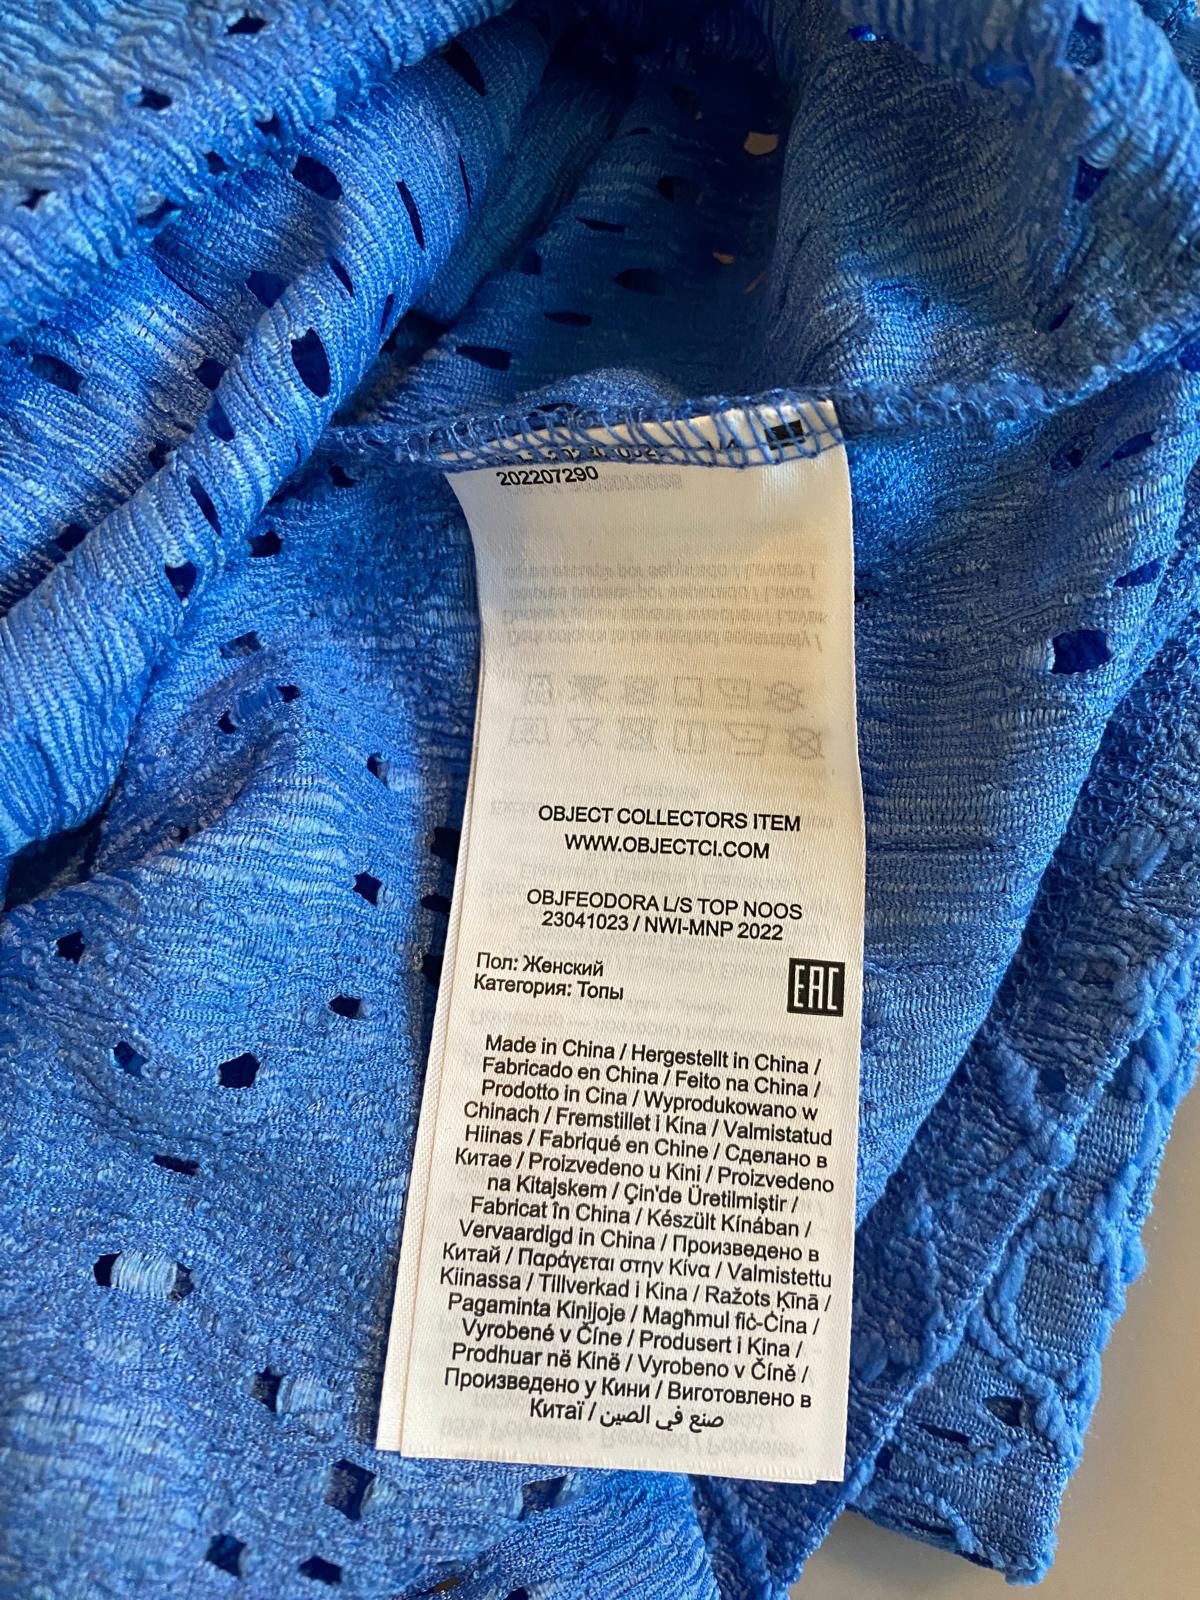 202207290
OBJECT COLLECTORS ITEM
WWW.OBJECTCI.COM
OBJFEODORA L/S TOP NOOS
23041023 / NWI-MNP 2022
Пол: Женский
Категория: Топы
EAC
Made in China / Hergestellt in China /
Fabricado en China / Feito na China /
Prodotto in Cina / Wyprodukowano w
Chinach / Fremstillet i Kina / Valmistatud
Hiinas / Fabriqué en Chine / Сделано в
Китае / Proizvedeno u Kini / Proizvedeno
na Kitajskem / Çin'de Üretilmiştir /
Fabricat în China / Készült Kínában /
Vervaardigd in China / Произведено в
Китай / Παράγεται στην Κίνα / Valmistettu
Kiinassa / Tillverkad i Kina / Ražots Ķīnā /
Pagaminta Kinijoje / Magħmul fiċ-Ċina /
Vyrobené v Číne / Produsert i Kina /
Prodhuar në Kinë / Vyrobeno v Číně /
Произведено у Кини / Виготовлено в
Китаї / صنع في الصين